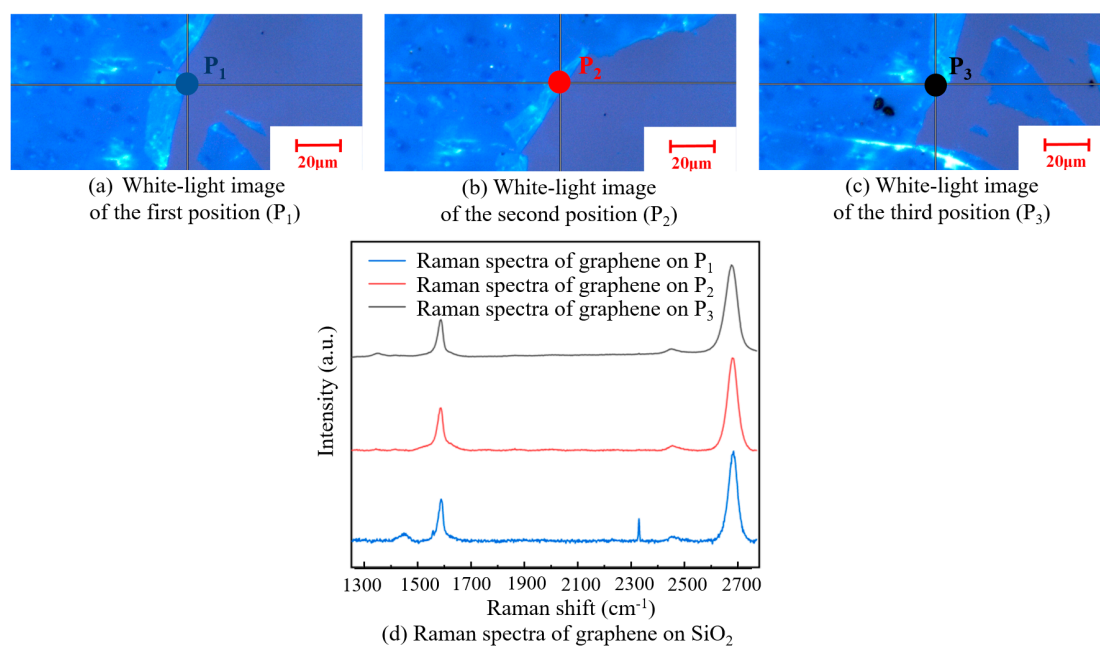 P₁
20μm
(a) White-light image
of the first position (P₁)
P₂
20μm
(b) White-light image
of the second position (P₂)
P₃
20μm
(c) White-light image
of the third position (P₃)
Raman spectra of graphene on P₁
Raman spectra of graphene on P₂
Raman spectra of graphene on P₃
Intensity (a.u.)
1300 1500 1700 1900 2100 2300 2500 2700
Raman shift (cm⁻¹)
(d) Raman spectra of graphene on SiO₂